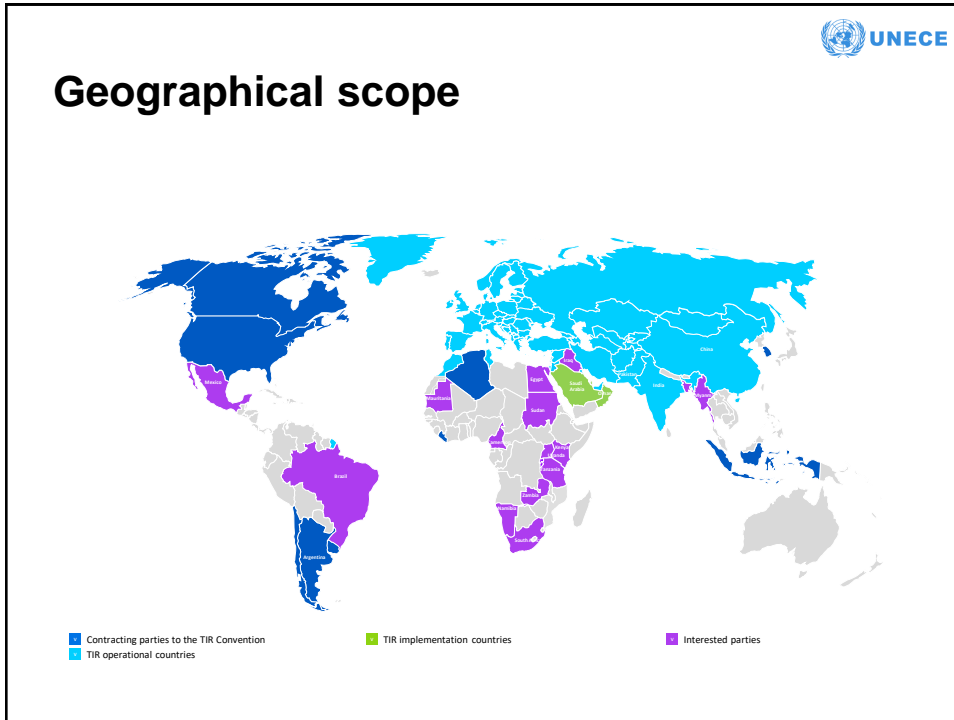 UNECE
Geographical scope
China
Iraq
Mexico
Egypt
Saudi
Arabia
Pakistan
India
Mauritania
Myanmar
Sudan
Uganda
Brazil
Tanzania
Zambia
Namibia
South Africa
Argentina
v Contracting parties to the TIR Convention
v TIR implementation countries
v Interested parties
v TIR operational countries